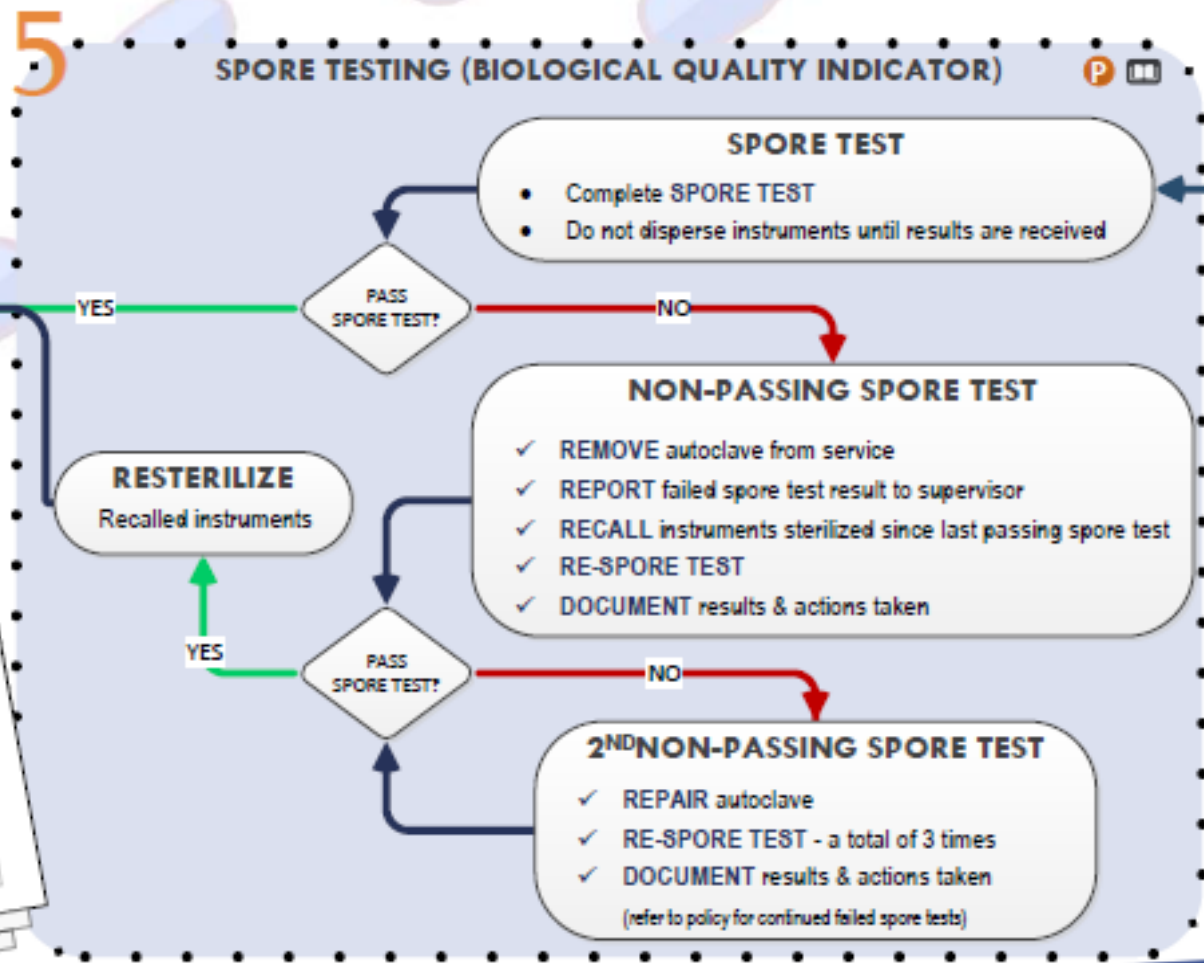 5
SPORE TESTING (BIOLOGICAL QUALITY INDICATOR)
P
SPORE TEST
• Complete SPORE TEST
• Do not disperse instruments until results are received
PASS
SPORE TEST?
YES
NO
NON-PASSING SPORE TEST
✓ REMOVE autoclave from service
✓ REPORT failed spore test result to supervisor
✓ RECALL instruments sterilized since last passing spore test
✓ RE-SPORE TEST
✓ DOCUMENT results & actions taken
RESTERILIZE
Recalled instruments
YES
PASS
SPORE TEST?
NO
2ND NON-PASSING SPORE TEST
✓ REPAIR autoclave
✓ RE-SPORE TEST - a total of 3 times
✓ DOCUMENT results & actions taken
(refer to policy for continued failed spore tests)